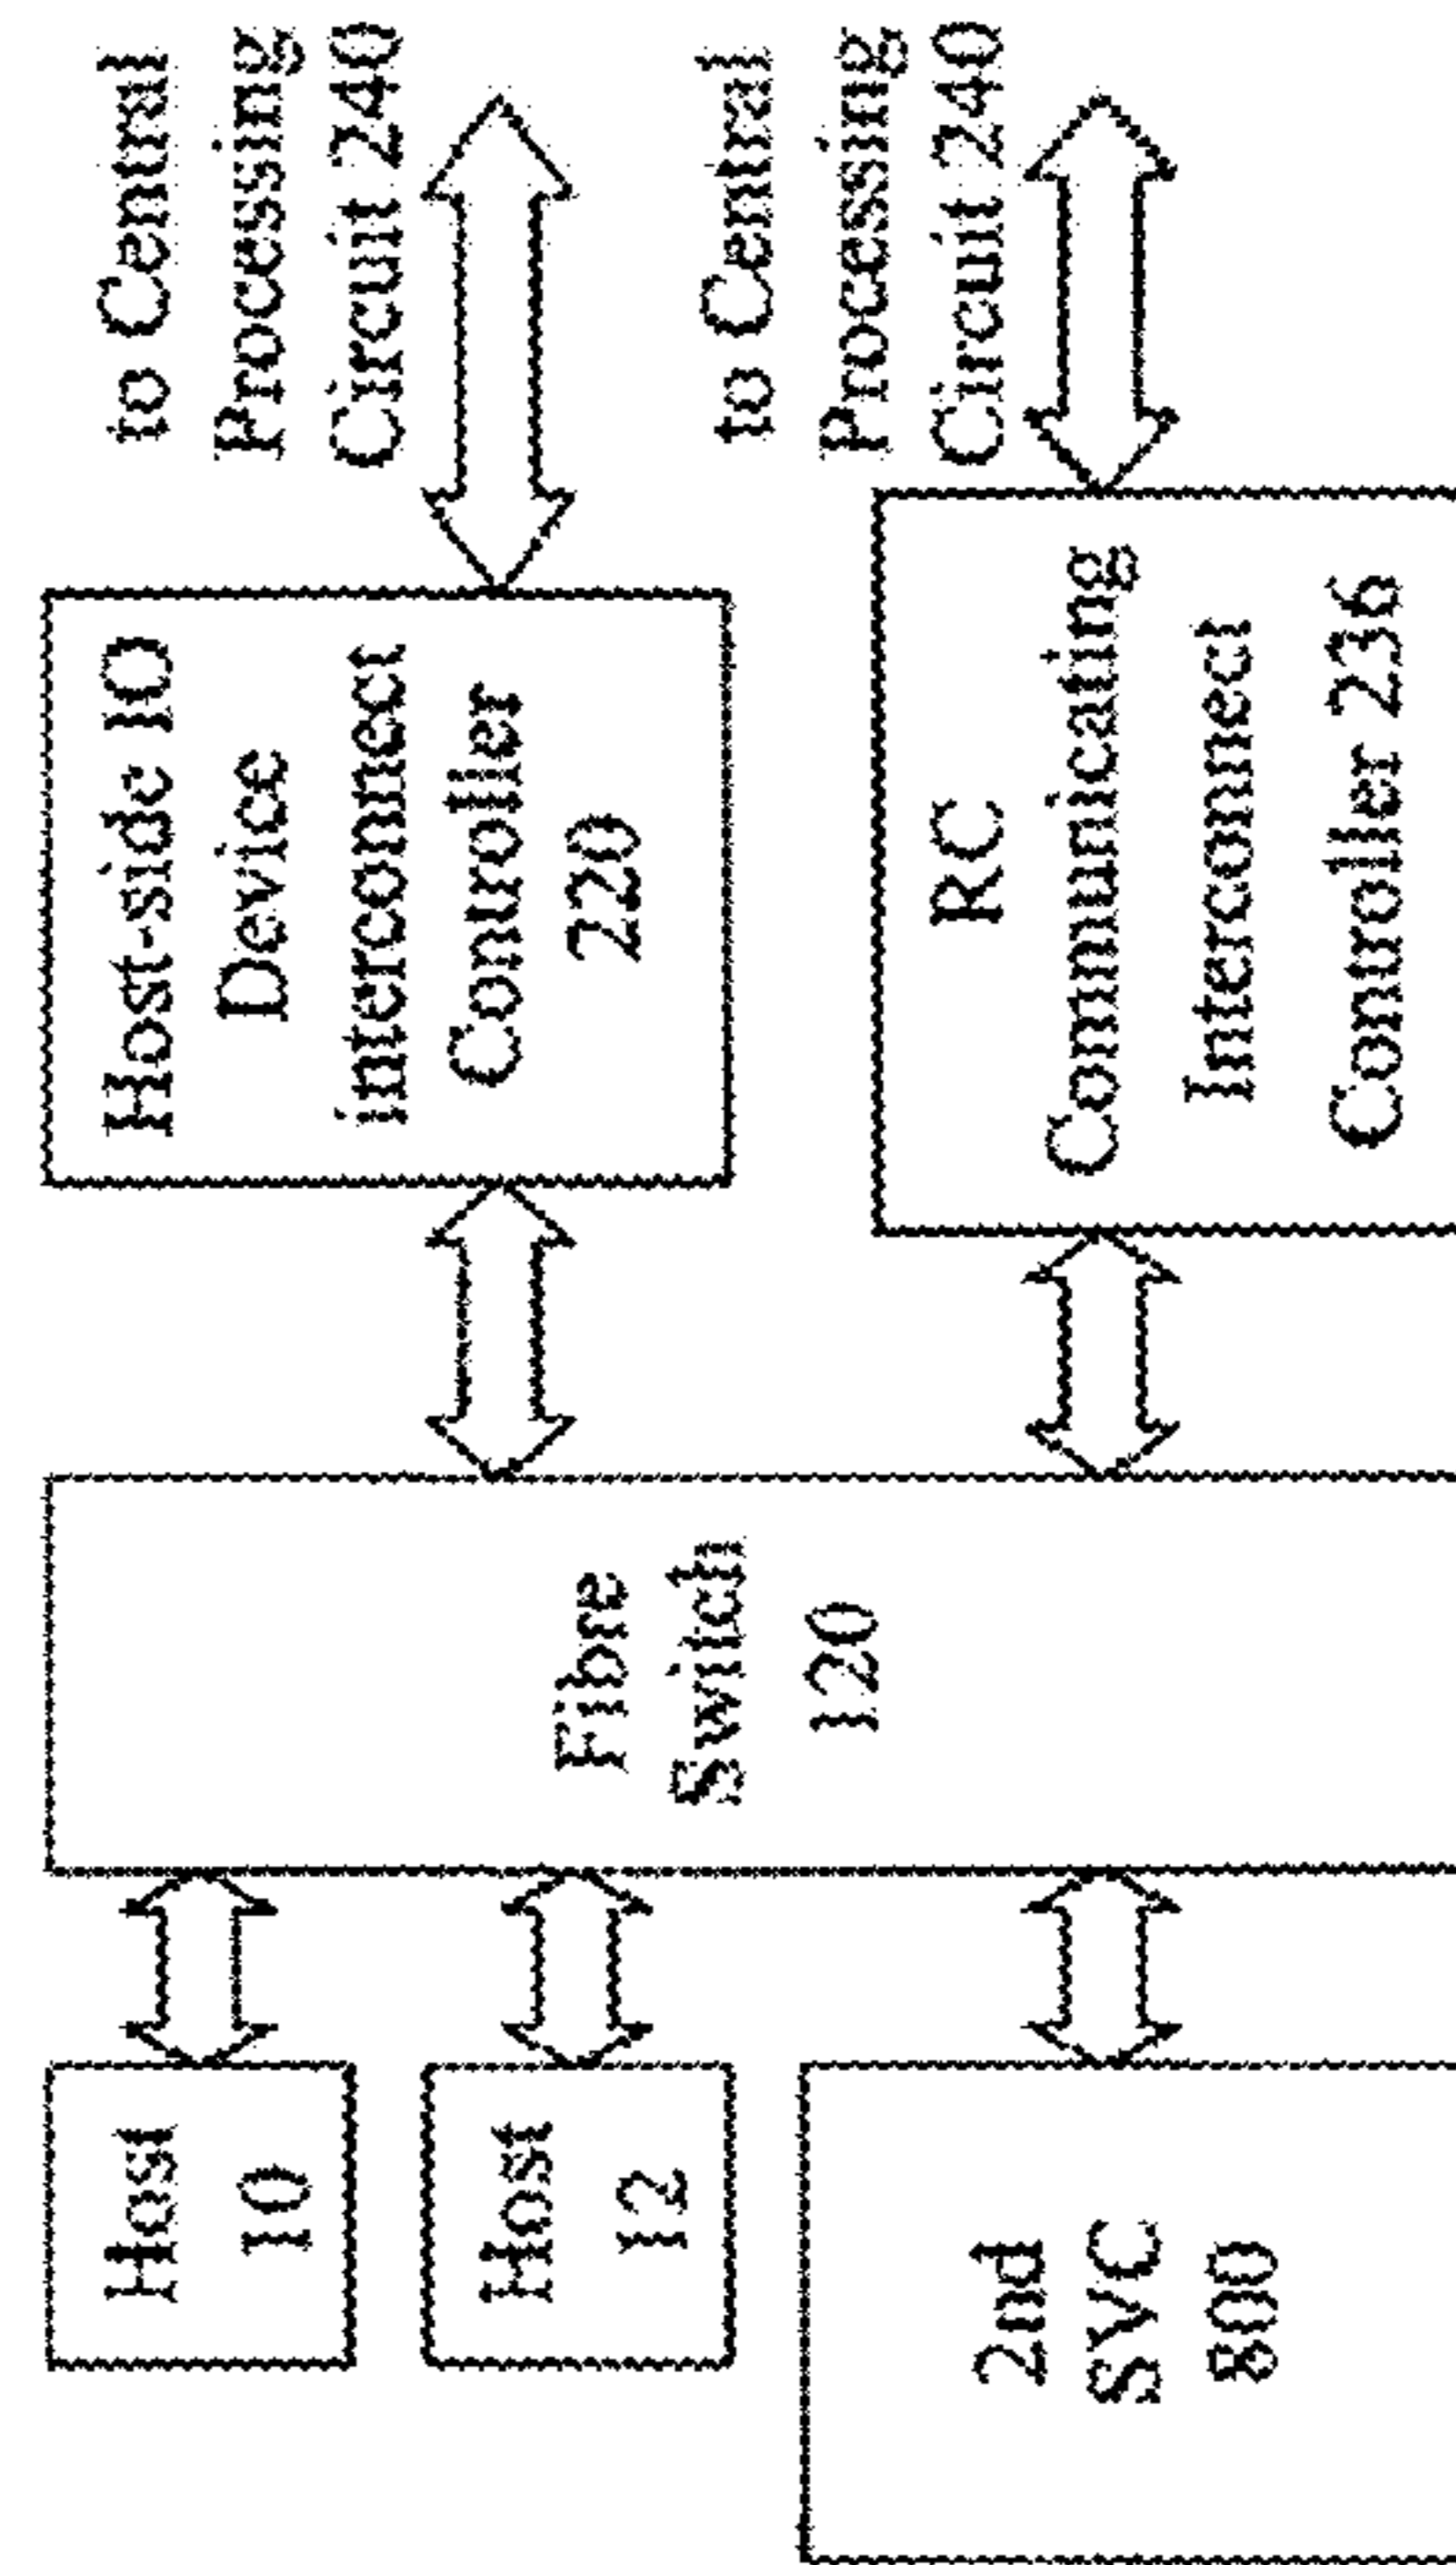 Host
10
Host
12
2nd
SVC
800
Fibre
Switch
120
Host-side IO
Device
interconnect
Controller
220
RC
Communicating
Interconnect
Controller 236
to Central
Processing
Circuit 240
to Central
Processing
Circuit 240